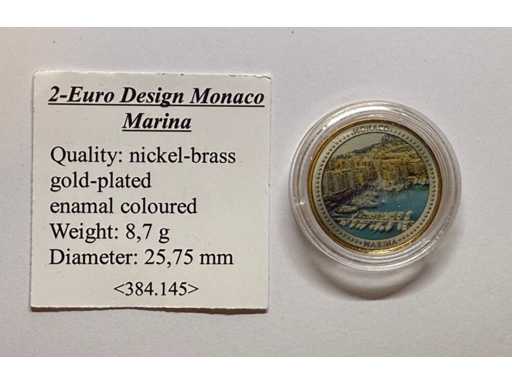 2-Euro Design Monaco
Marina
Quality: nickel-brass
gold-plated
enamal coloured
Weight: 8,7 g
Diameter: 25,75 mm
<384.145>
MONACO
MARINA